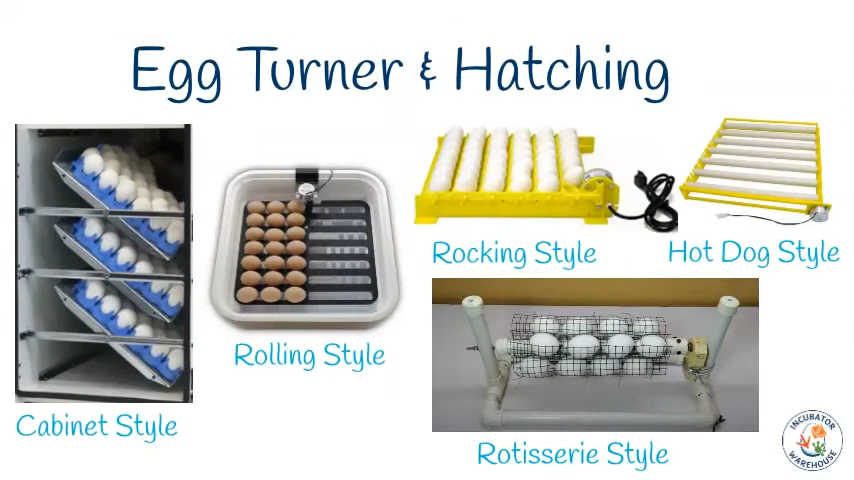 Egg Turner & Hatching
Rocking Style
Hot Dog Style
Rolling Style
Cabinet Style
Rotisserie Style
INCUBATOR
WAREHOUSE